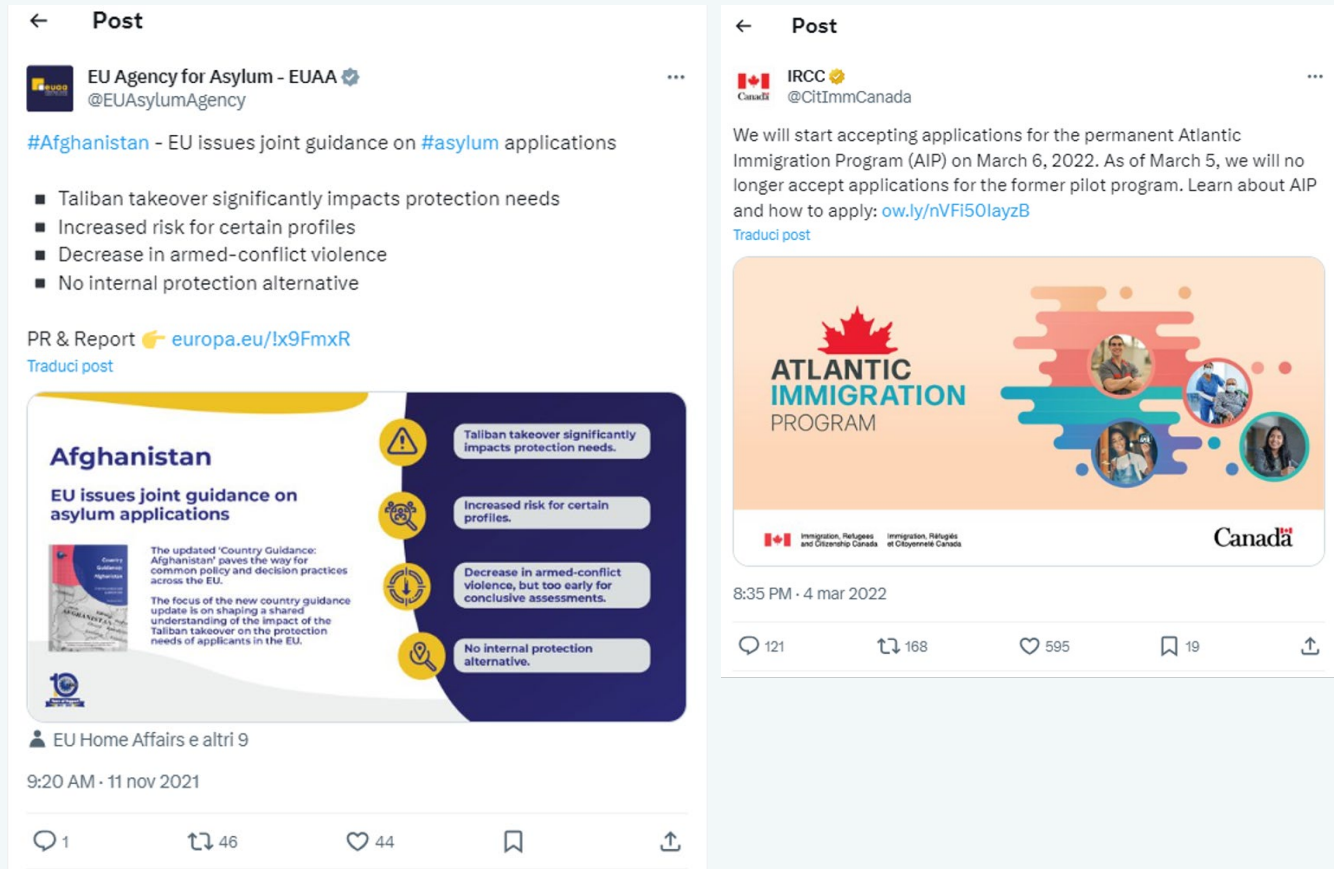 Post
EU Agency for Asylum - EUAA
@EUAsylumAgency
#Afghanistan - EU issues joint guidance on #asylum applications
Taliban takeover significantly impacts protection needs
Increased risk for certain profiles
Decrease in armed-conflict violence
No internal protection alternative
PR & Report 👉 europa.eu/!x9FmxR
Traduci post
Afghanistan
EU issues joint guidance on
asylum applications
Country
Guidance:
Afghanistan
AFGHANISTAN
The updated 'Country Guidance:
Afghanistan' paves the way for
common policy and decision practices
across the EU.
The focus of the new country guidance
update is on shaping a shared
understanding of the impact of the
Taliban takeover on the protection
needs of applicants in the EU.
Taliban takeover significantly
impacts protection needs.
Increased risk for certain
profiles.
Decrease in armed-conflict
violence, but too early for
conclusive assessments.
No internal protection
alternative.
10
EU Home Affairs e altri 9
9:20 AM · 11 nov 2021
1
46
44
Post
IRCC
@CitImmCanada
Canada
We will start accepting applications for the permanent Atlantic
Immigration Program (AIP) on March 6, 2022. As of March 5, we will no
longer accept applications for the former pilot program. Learn about AIP
and how to apply: ow.ly/nVFi50IayzB
Traduci post
ATLANTIC
IMMIGRATION
PROGRAM
Immigration, Refugees
and Citizenship Canada
Immigration, Réfugiés
et Citoyenneté Canada
Canada
8:35 PM · 4 mar 2022
121
168
595
19